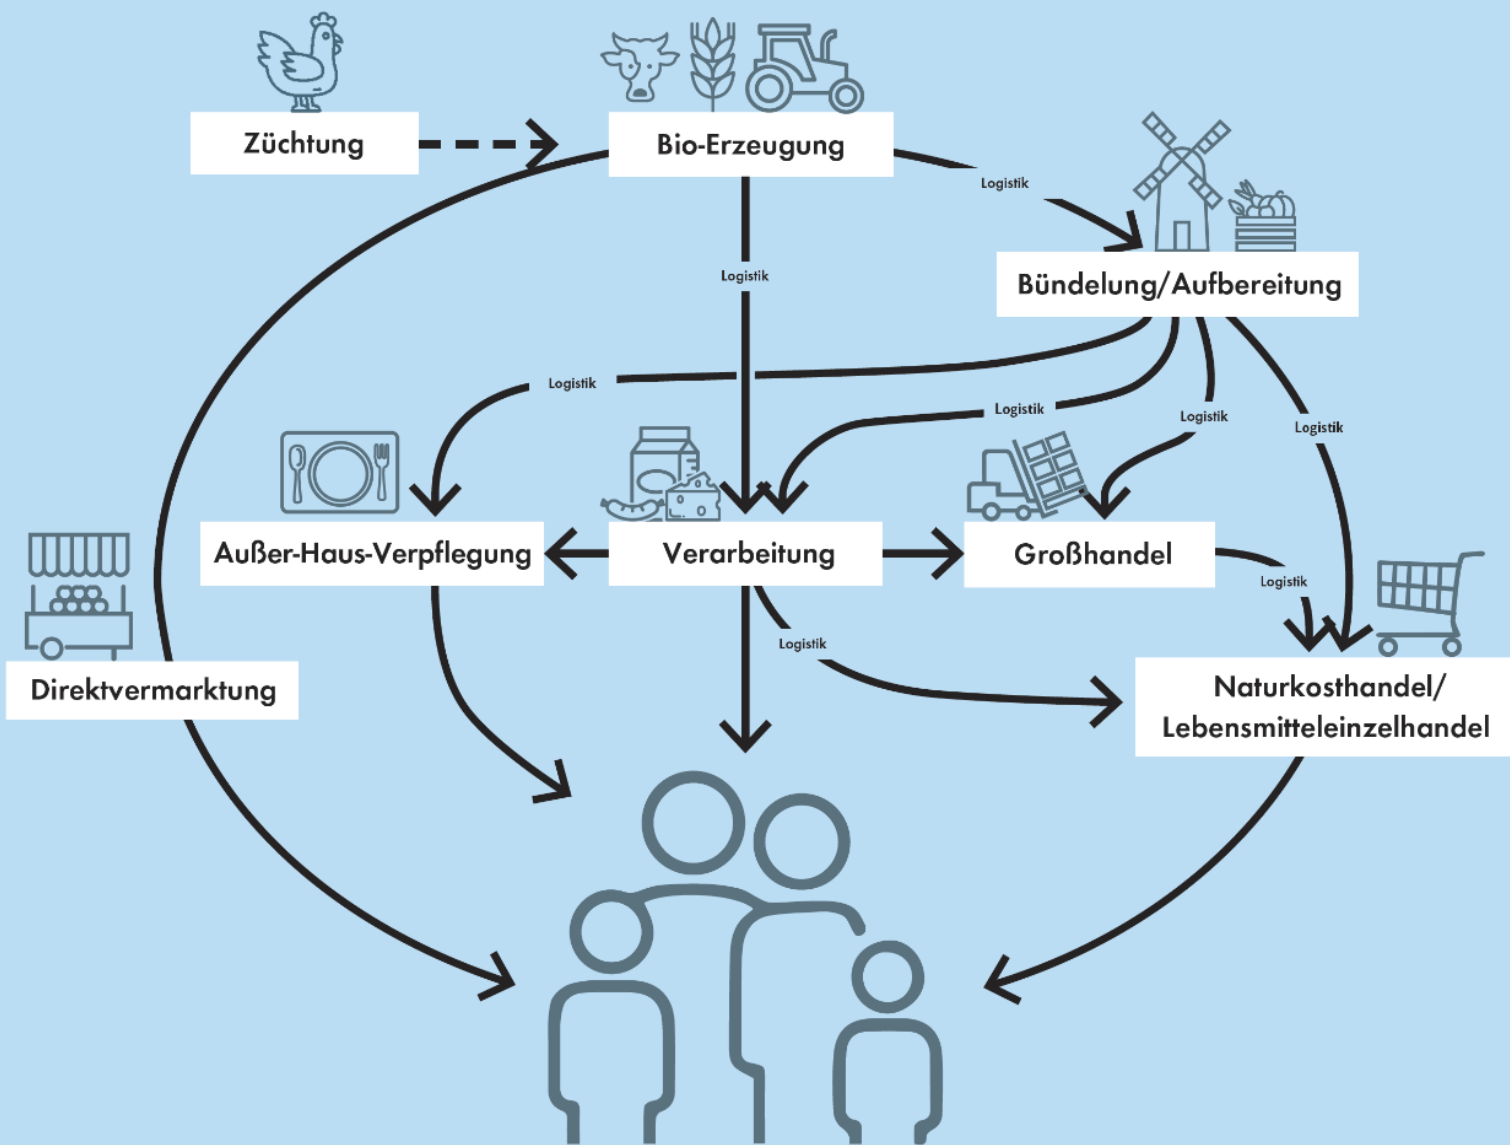 Züchtung
Bio-Erzeugung
Logistik
Bündelung/Aufbereitung
Logistik
Logistik
Logistik
Logistik
Logistik
Außer-Haus-Verpflegung
Verarbeitung
Großhandel
Logistik
Logistik
Direktvermarktung
Naturkosthandel/
Lebensmitteleinzelhandel